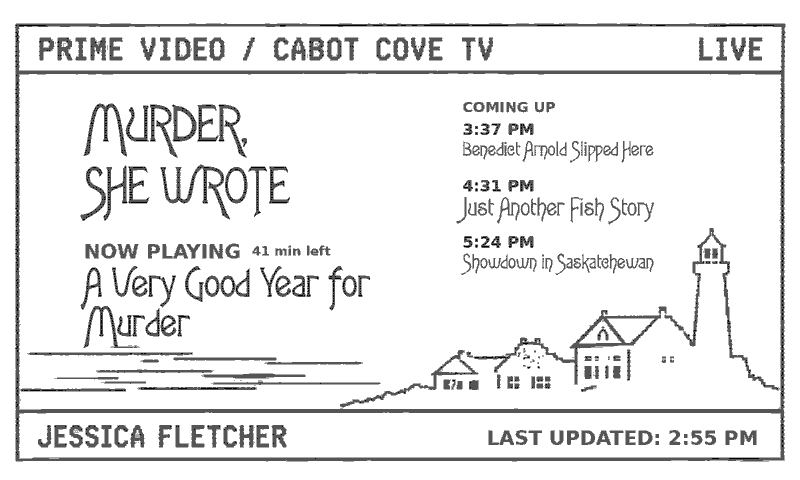 PRIME VIDEO / CABOT COVE TV
LIVE
MURDER,
SHE WROTE
NOW PLAYING 41 min left
A Very Good Year for
Murder
COMING UP
3:37 PM
Benedict Arnold Slipped Here
4:31 PM
Just Another Fish Story
5:24 PM
Showdown in Saskatchewan
JESSICA FLETCHER
LAST UPDATED: 2:55 PM